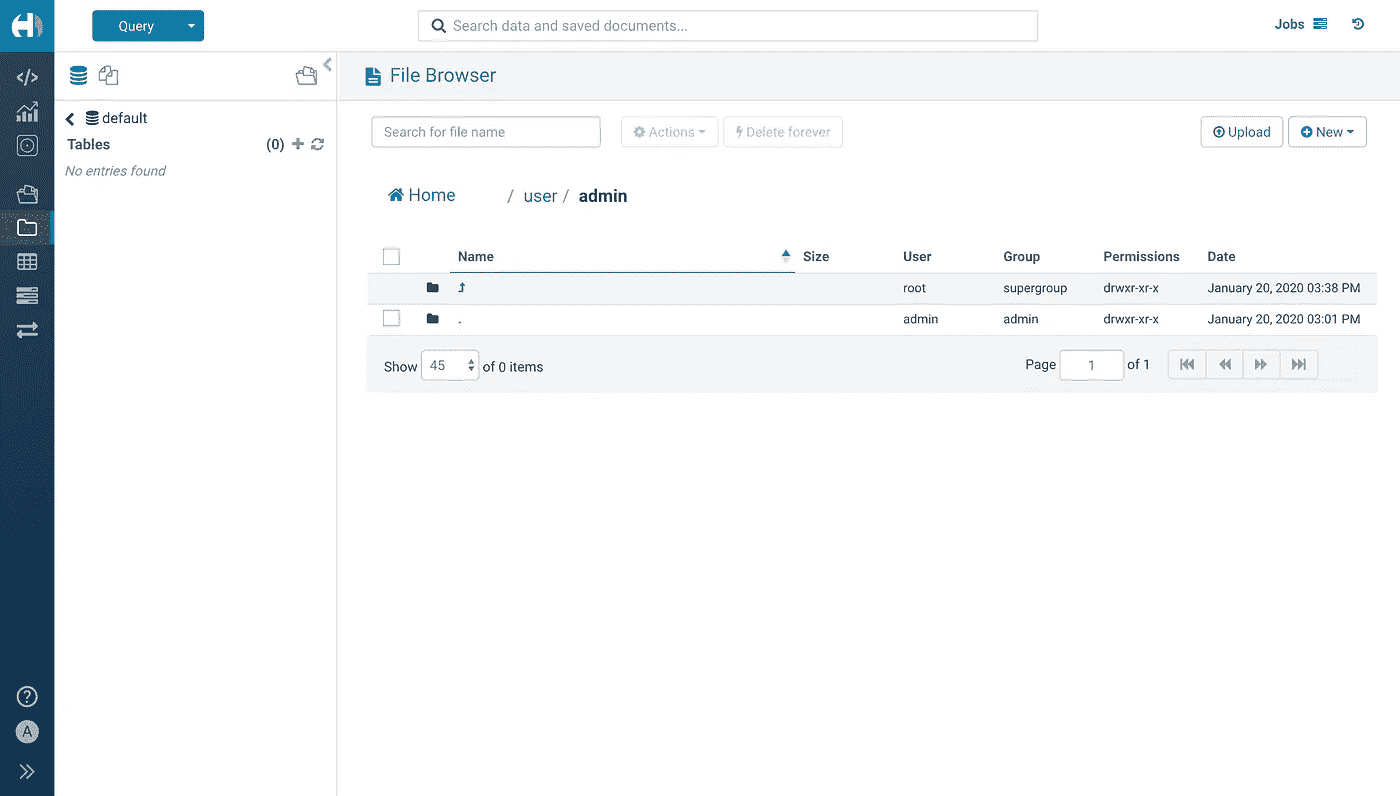 Query
Search data and saved documents...
Jobs
File Browser
default
Tables (0)
No entries found
Search for file name Actions Delete forever Upload New
Home / user / admin
Name Size User Group Permissions Date
root supergroup drwxr-xr-x January 20, 2020 03:38 PM
. admin admin drwxr-xr-x January 20, 2020 03:01 PM
Show 45 of 0 items Page 1 of 1
A